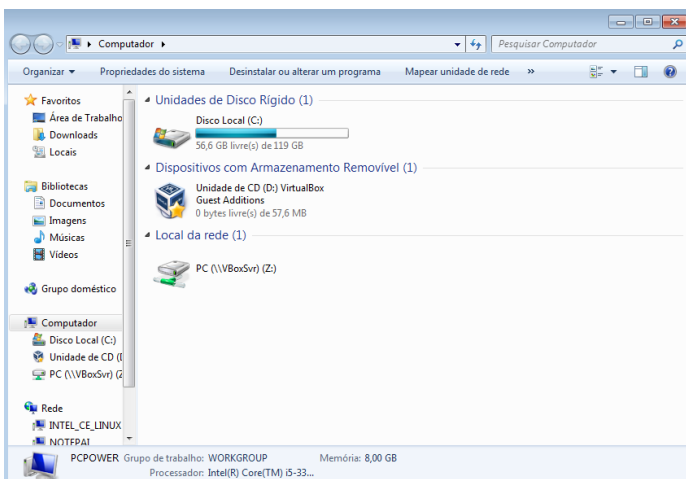 Computador
Pesquisar Computador
Organizar
Propriedades do sistema
Desinstalar ou alterar um programa
Mapear unidade de rede
»
Favoritos
Área de Trabalho
Downloads
Locais
Bibliotecas
Documentos
Imagens
Músicas
Vídeos
Grupo doméstico
Computador
Disco Local (C:)
Unidade de CD (
PC (\\VBoxSvr) (Z
Rede
INTEL_CE_LINUX
NOTEPAI
Unidades de Disco Rígido (1)
Disco Local (C:)
56,6 GB livre(s) de 119 GB
Dispositivos com Armazenamento Removível (1)
Unidade de CD (D:) VirtualBox
Guest Additions
0 bytes livre(s) de 57,6 MB
Local da rede (1)
PC (\\VBoxSvr) (Z:)
PCPOWER Grupo de trabalho: WORKGROUP Memória: 8,00 GB
Processador: Intel(R) Core(TM) i5-33...